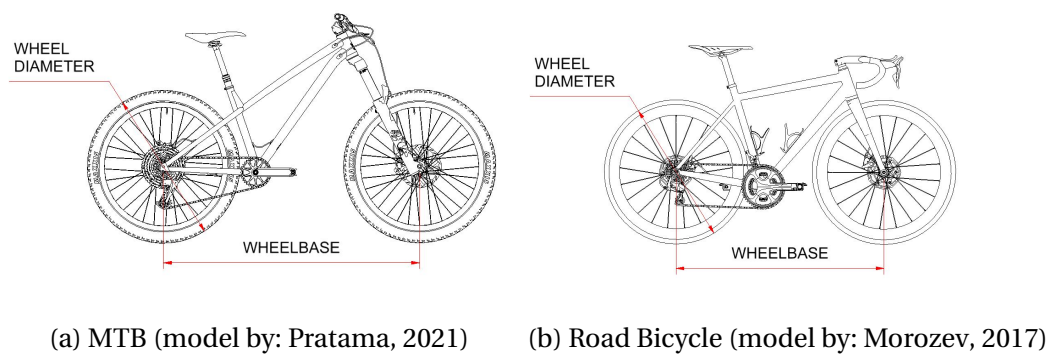 WHEEL
DIAMETER
WHEELBASE
WHEEL
DIAMETER
WHEELBASE
(a) MTB (model by: Pratama, 2021)
(b) Road Bicycle (model by: Morozev, 2017)